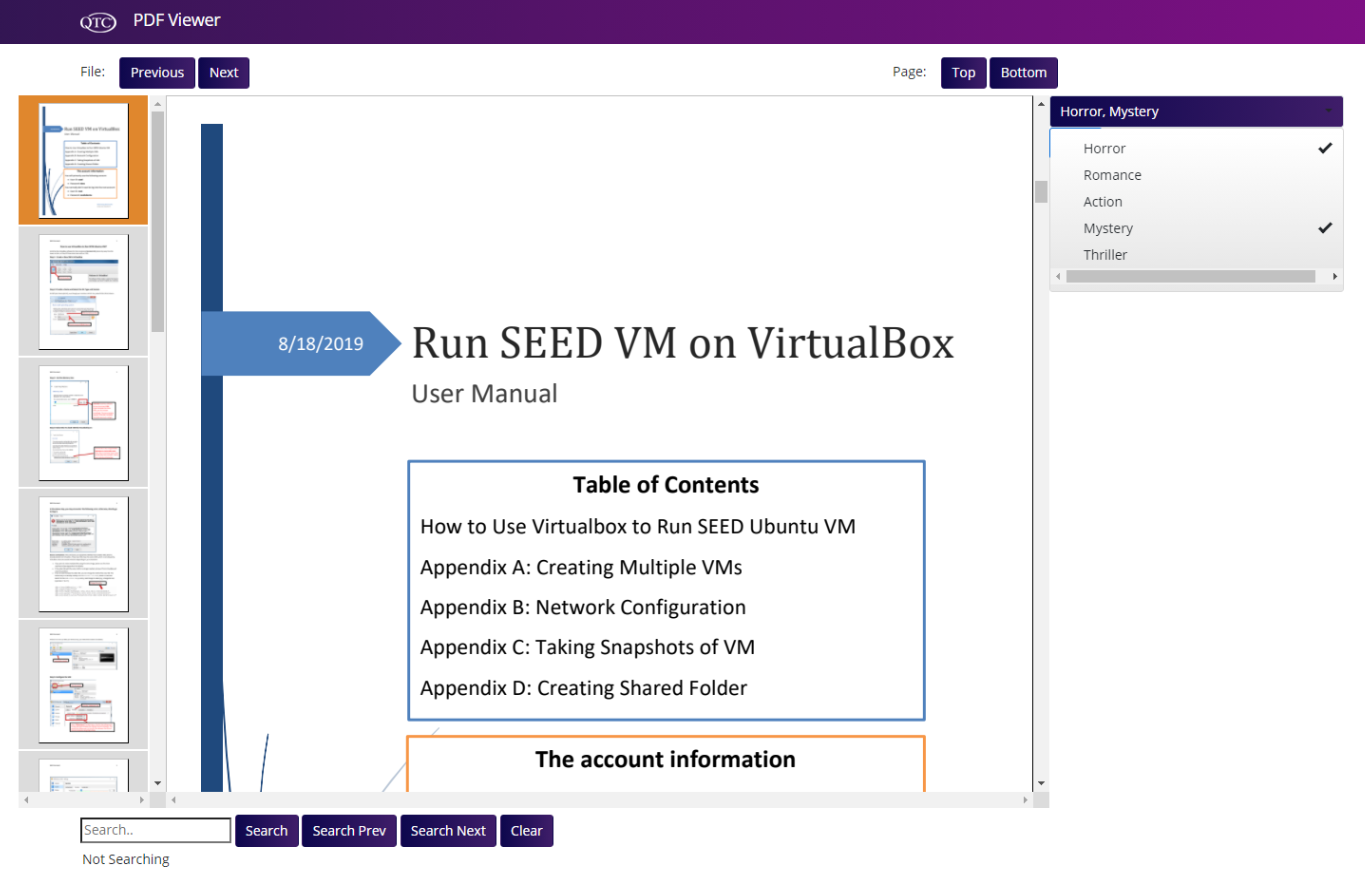 QTC PDF Viewer
File: Previous Next Page: Top Bottom
Horror, Mystery
Horror
Romance
Action
Mystery
Thriller
8/18/2019
Run SEED VM on VirtualBox
User Manual
Table of Contents
How to Use Virtualbox to Run SEED Ubuntu VM
Appendix A: Creating Multiple VMs
Appendix B: Network Configuration
Appendix C: Taking Snapshots of VM
Appendix D: Creating Shared Folder
The account information
Search.. Search Search Prev Search Next Clear
Not Searching